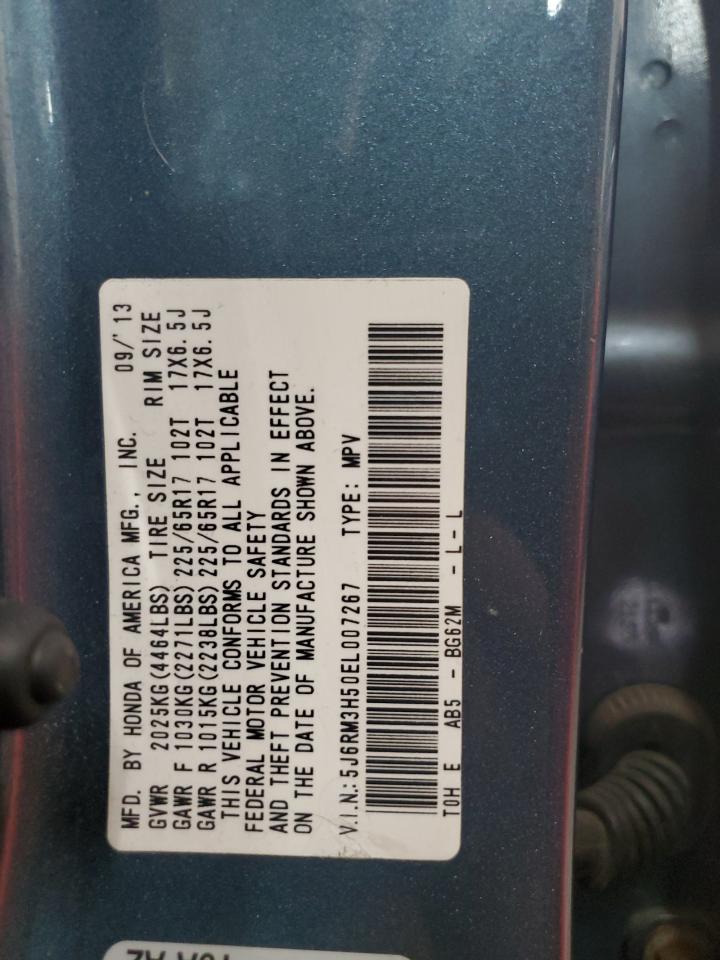 MFD. BY HONDA OF AMERICA MFG., INC. 09/'13
GVWR 2025KG(4464LBS) TIRE SIZE RIM SIZE
GAWR F 1030KG(2271LBS) 225/65R17 102T 17X6.5J
GAWR R 1015KG(2238LBS) 225/65R17 102T 17X6.5J
THIS VEHICLE CONFORMS TO ALL APPLICABLE
FEDERAL MOTOR VEHICLE SAFETY
AND THEFT PREVENTION STANDARDS IN EFFECT
ON THE DATE OF MANUFACTURE SHOWN ABOVE.
V.I.N.:5J6RM3H50EL007267 TYPE: MPV
T0H E AB5 - BG62M - L- L